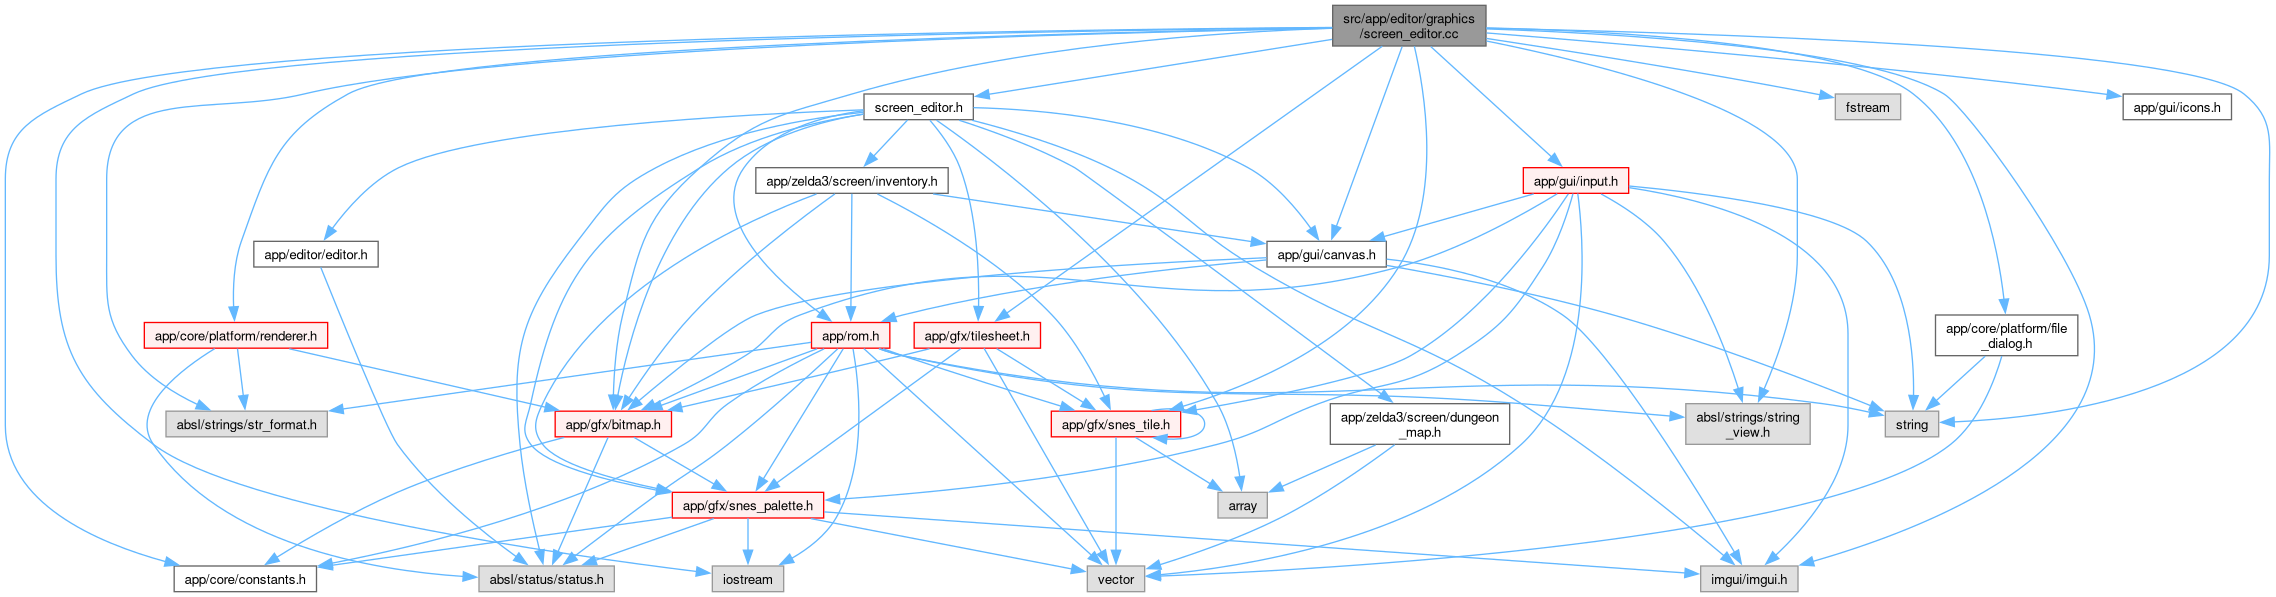 src/app/editor/graphics
/screen_editor.cc
screen_editor.h
fstream
app/gui/icons.h
app/zelda3/screen/inventory.h
app/gui/input.h
app/editor/editor.h
app/gui/canvas.h
app/core/platform/renderer.h
app/rom.h
app/gfx/tilesheet.h
app/core/platform/file
_dialog.h
absl/strings/str_format.h
app/gfx/bitmap.h
app/gfx/snes_tile.h
app/zelda3/screen/dungeon
_map.h
absl/strings/string
_view.h
string
app/gfx/snes_palette.h
array
app/core/constants.h
absl/status/status.h
iostream
vector
imgui/imgui.h